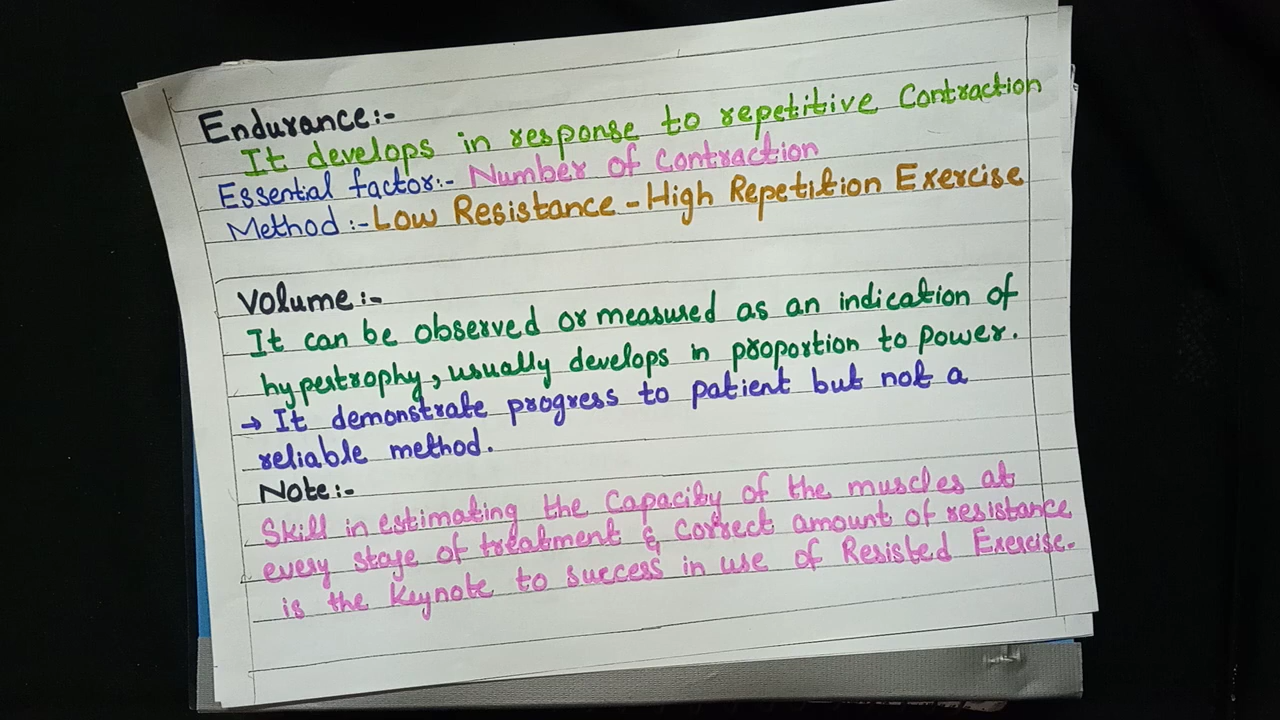 Endurance:-
It develops in response to repetitive Contraction
Essential factor:- Number of Contraction
Method:- Low Resistance - High Repetition Exercise
Volume:-
It can be observed or measured as an indication of
hypertrophy, usually develops in proportion to power.
→ It demonstrate progress to patient but not a
reliable method.
Note:-
Skill in estimating the Capacity of the muscles at
every stage of treatment & Correct amount of resistance
is the Keynote to success in use of Resisted Exercise.